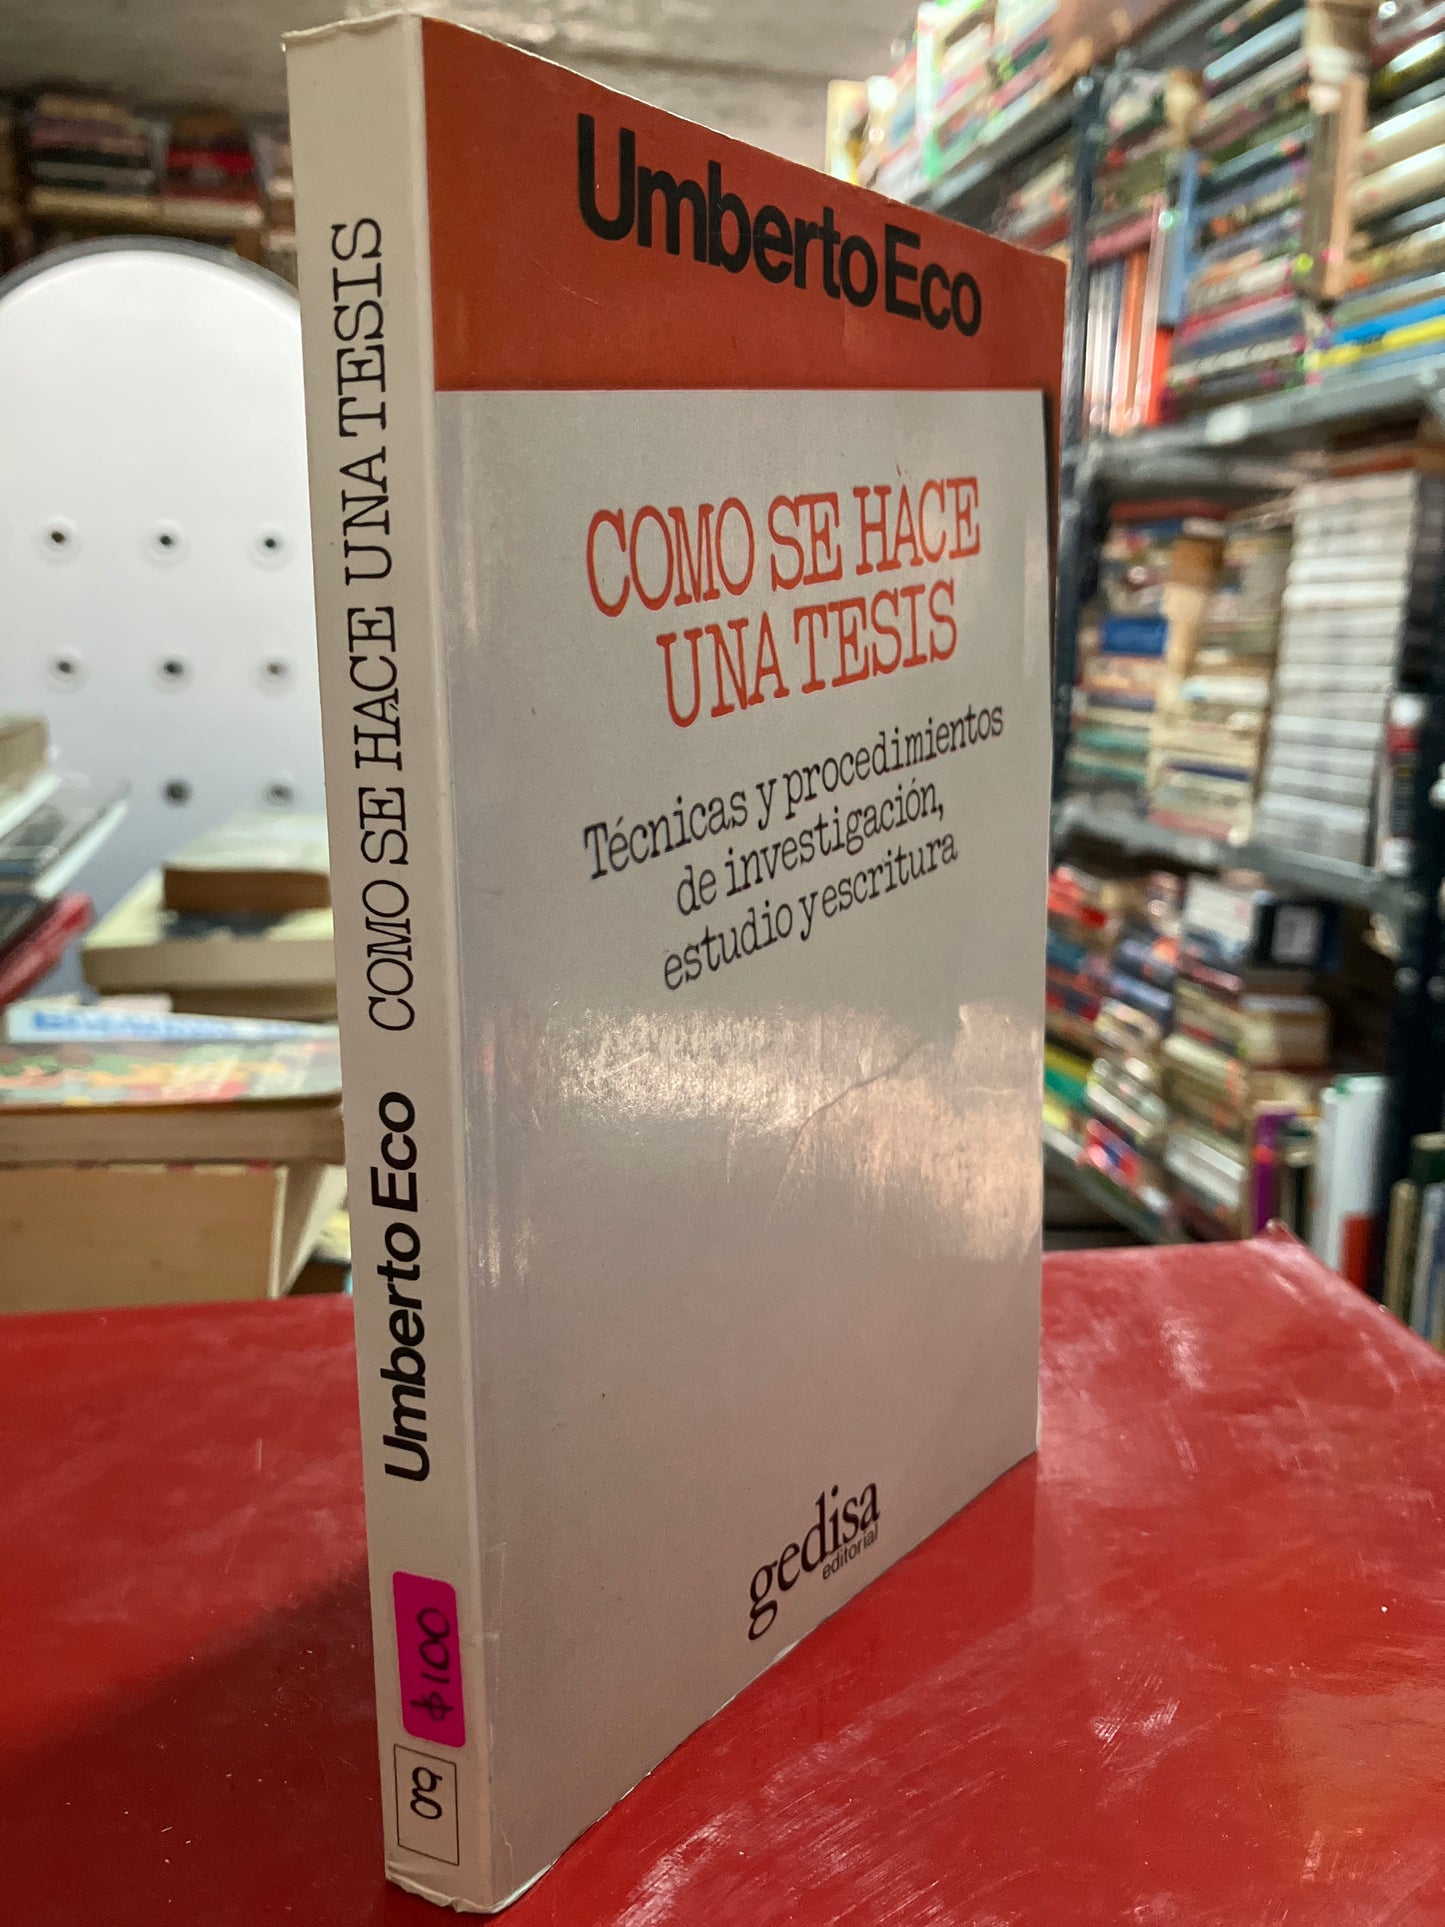 Umberto Eco
COMO SE HACE
UNA TESIS
Técnicas y procedimientos
de investigación,
estudio y escritura
gedisa
editorial
Umberto Eco COMO SE HACE UNA TESIS
$100